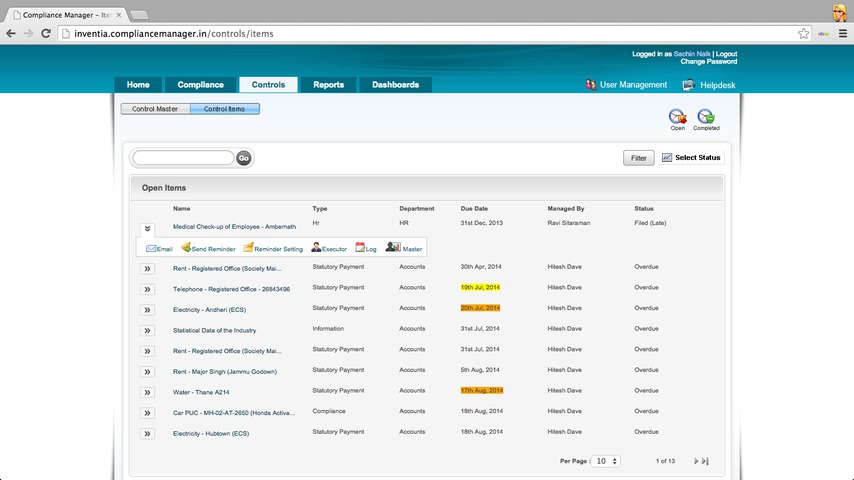 Compliance Manager – Ite
inventia.compliancemanager.in/controls/items
ebay
Logged in as Sachin Naik | Logout
Change Password
Home Compliance Controls Reports Dashboards User Management Helpdesk
Control Master Control Items
Open Completed
Go Filter Select Status
Open Items
Name Type Department Due Date Managed By Status
Medical Check-up of Employee - Ambernath Hr HR 31st Dec, 2013 Ravi Sitaraman Filed (Late)
Email Send Reminder Reminder Setting Executor Log Master
Rent - Registered Office (Society Mai... Statutory Payment Accounts 30th Apr, 2014 Hitesh Dave Overdue
Telephone - Registered Office - 26843496 Statutory Payment Accounts 19th Jul, 2014 Hitesh Dave Overdue
Electricity - Andheri (ECS) Statutory Payment Accounts 20th Jul, 2014 Hitesh Dave Overdue
Statistical Data of the Industry Information Accounts 31st Jul, 2014 Hitesh Dave Overdue
Rent - Registered Office (Society Mai... Statutory Payment Accounts 31st Jul, 2014 Hitesh Dave Overdue
Rent - Major Singh (Jammu Godown) Statutory Payment Accounts 5th Aug, 2014 Hitesh Dave Overdue
Water - Thane A214 Statutory Payment Accounts 17th Aug, 2014 Hitesh Dave Overdue
Car PUC - MH-02-AT-2650 (Honda Activa... Compliance Accounts 18th Aug, 2014 Hitesh Dave Overdue
Electricity - Hubtown (ECS) Statutory Payment Accounts 18th Aug, 2014 Hitesh Dave Overdue
Per Page : 10 1 of 13